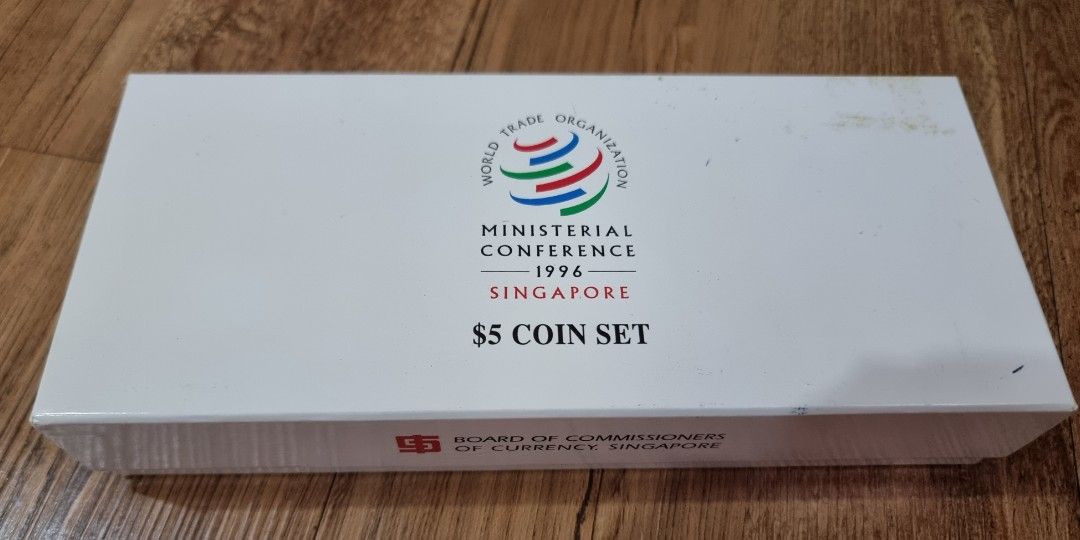 WORLD TRADE ORGANIZATION
MINISTERIAL
CONFERENCE
1996
SINGAPORE
$5 COIN SET
BOARD OF COMMISSIONERS
OF CURRENCY, SINGAPORE